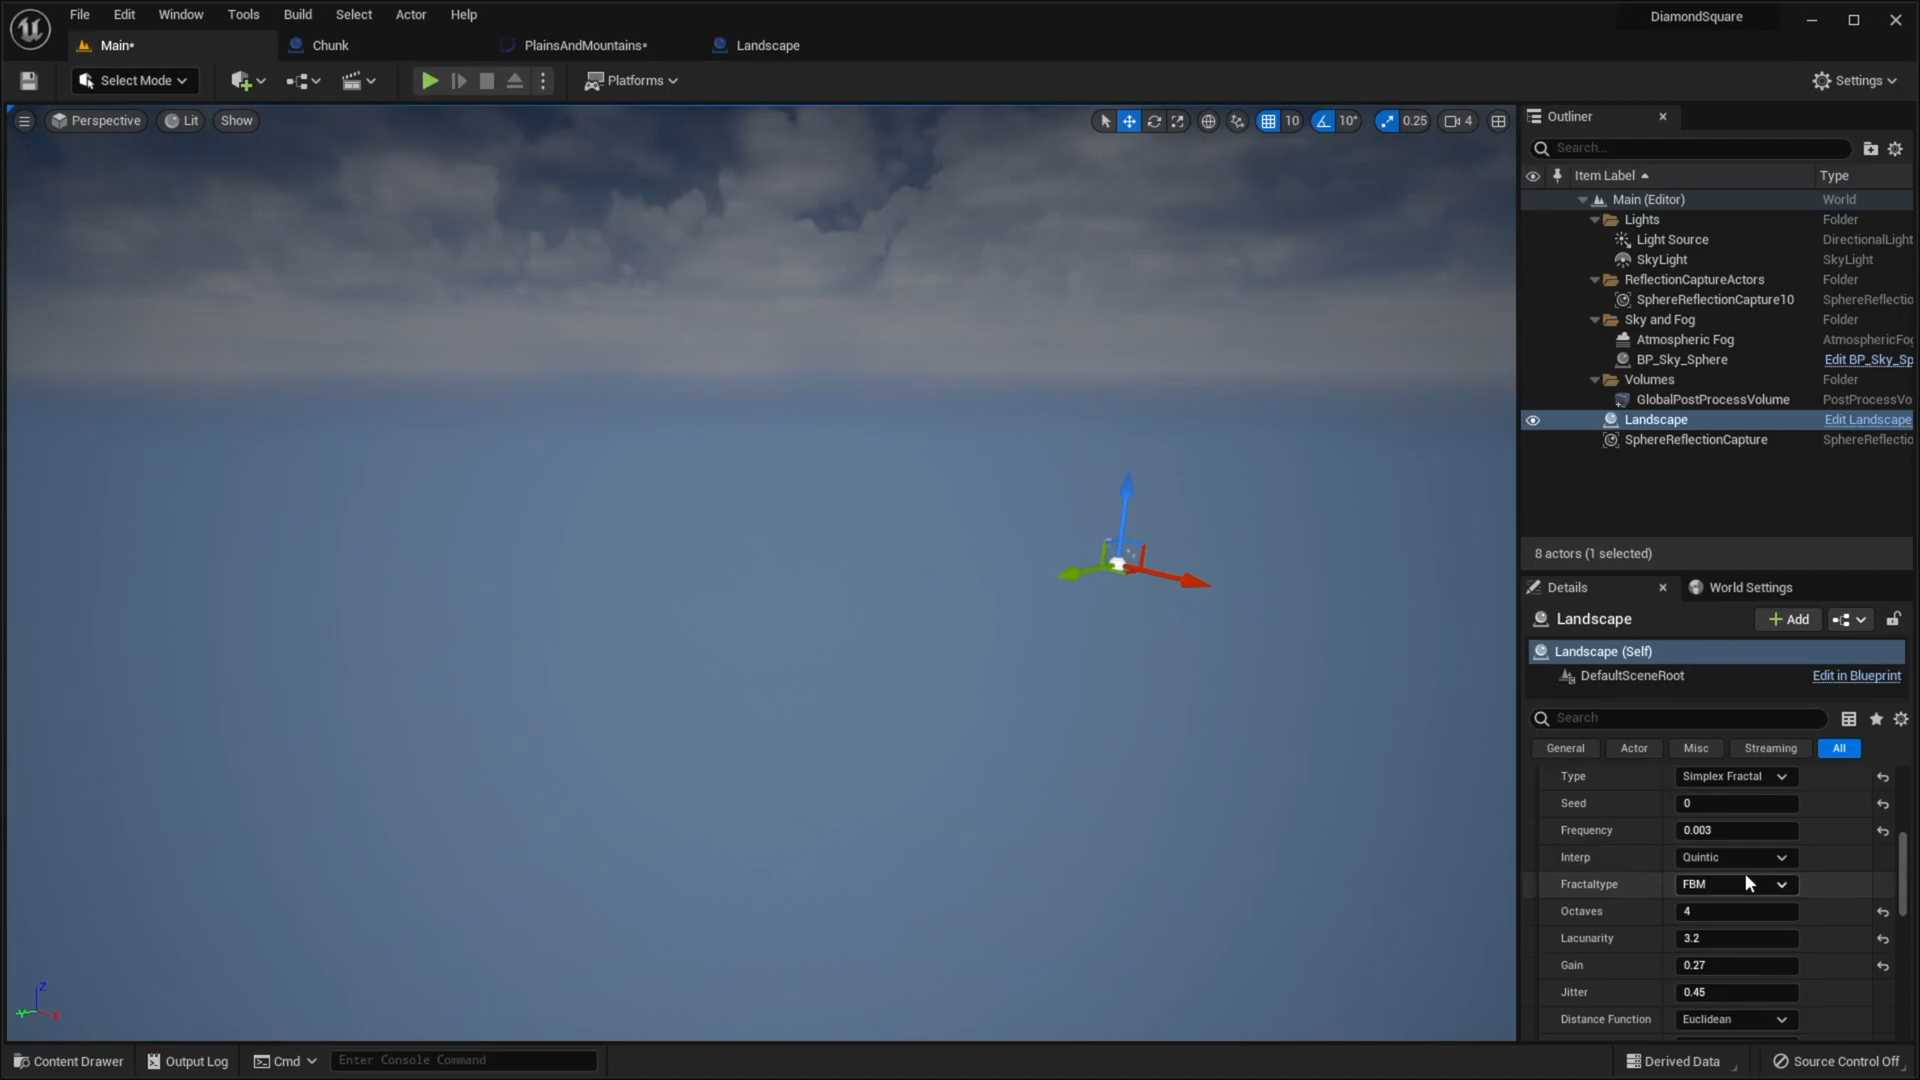 File Edit Window Tools Build Select Actor Help
DiamondSquare
Main* Chunk PlainsAndMountains* Landscape
Select Mode Platforms Settings
Perspective Lit Show 10 10° 0.25 4
Outliner
Search...
Item Label Type
Main (Editor) World
Lights Folder
Light Source DirectionalLight
SkyLight SkyLight
ReflectionCaptureActors Folder
SphereReflectionCapture10 SphereReflectio
Sky and Fog Folder
Atmospheric Fog AtmosphericFog
BP_Sky_Sphere Edit BP_Sky_Sp
Volumes Folder
GlobalPostProcessVolume PostProcessVo
Landscape Edit Landscape
SphereReflectionCapture SphereReflectio
8 actors (1 selected)
Details World Settings
Landscape Add
Landscape (Self)
DefaultSceneRoot Edit in Blueprint
Search
General Actor Misc Streaming All
Type Simplex Fractal
Seed 0
Frequency 0.003
Interp Quintic
Fractaltype FBM
Octaves 4
Lacunarity 3.2
Gain 0.27
Jitter 0.45
Distance Function Euclidean
Z
Y X
Content Drawer Output Log Cmd Enter Console Command Derived Data Source Control Off